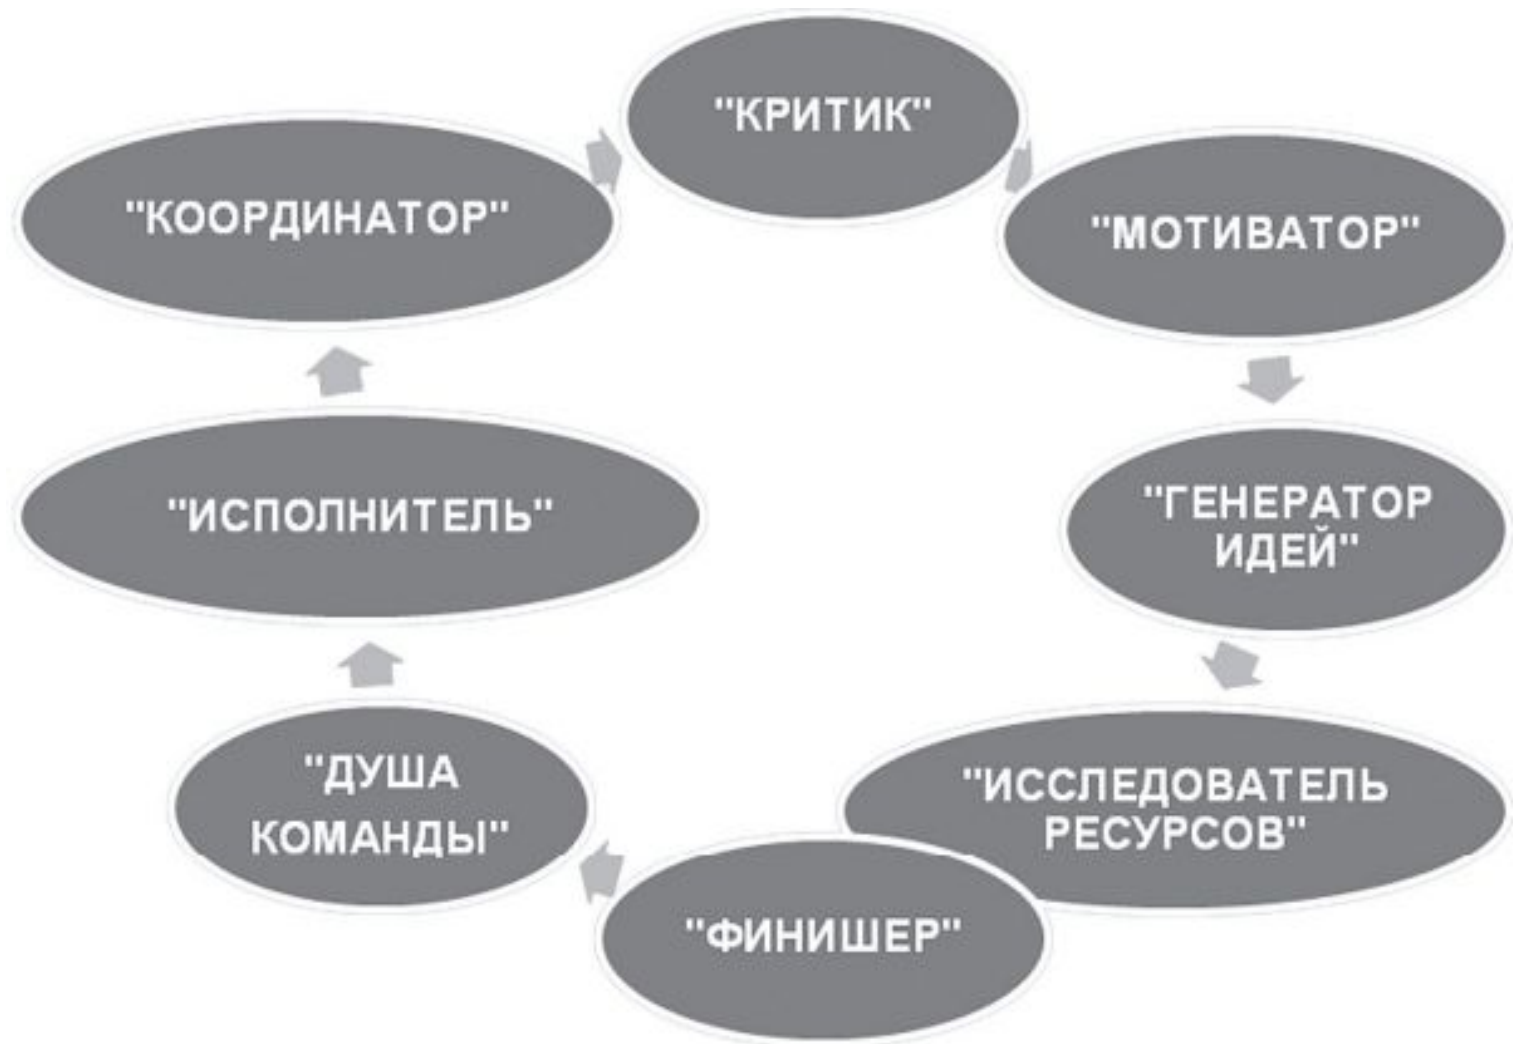 "КРИТИК"
"КООРДИНАТОР"
"МОТИВАТОР"
"ИСПОЛНИТЕЛЬ"
"ГЕНЕРАТОР
ИДЕЙ"
"ДУША
КОМАНДЫ"
"ИССЛЕДОВАТЕЛЬ
РЕСУРСОВ"
"ФИНИШЕР"